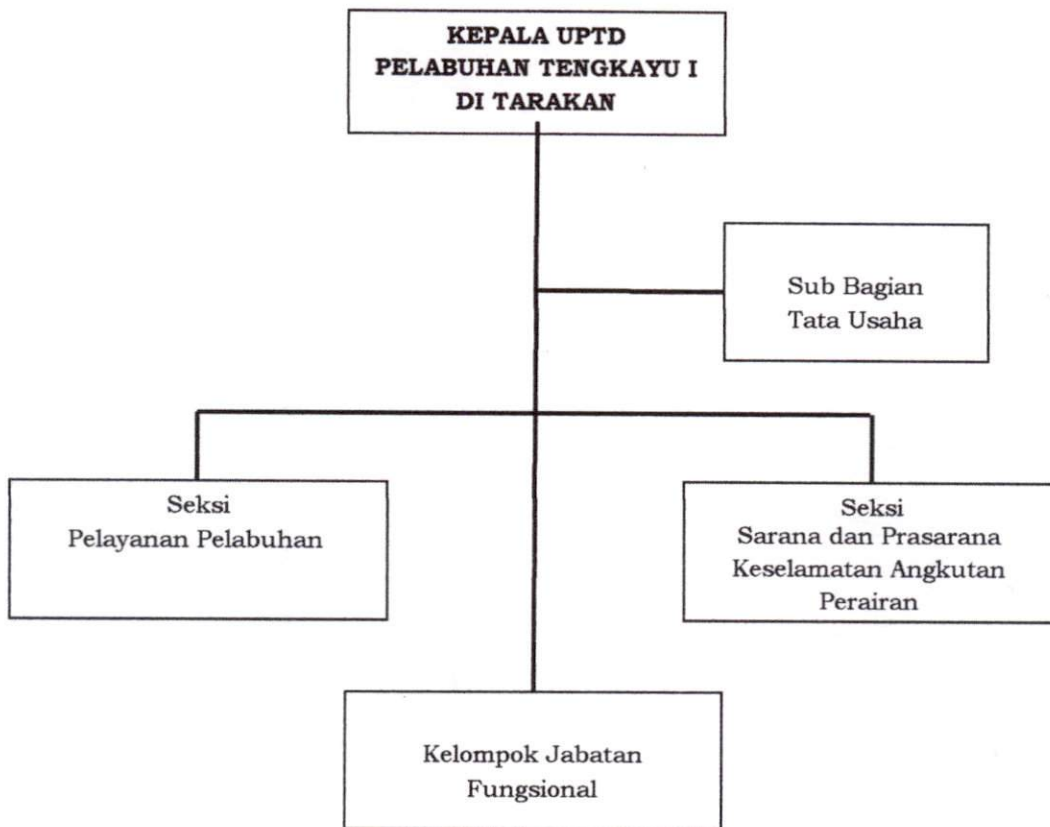 KEPALA UPTD
PELABUHAN TENGKAYU I
DI TARAKAN
Sub Bagian
Tata Usaha
Seksi
Pelayanan Pelabuhan
Seksi
Sarana dan Prasarana
Keselamatan Angkutan
Perairan
Kelompok Jabatan
Fungsional